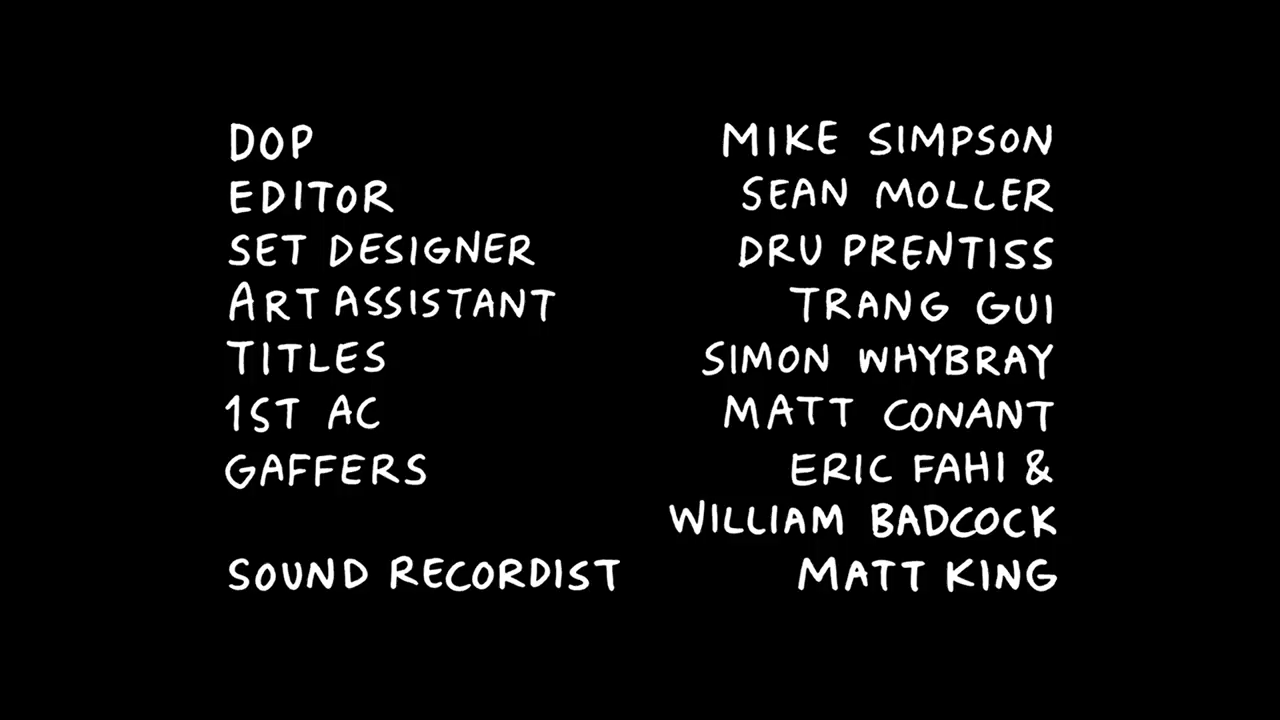 DOP MIKE SIMPSON
EDITOR SEAN MOLLER
SET DESIGNER DRU PRENTISS
ART ASSISTANT TRANG GUI
TITLES SIMON WHYBRAY
1ST AC MATT CONANT
GAFFERS ERIC FAHI &
WILLIAM BADCOCK
SOUND RECORDIST MATT KING